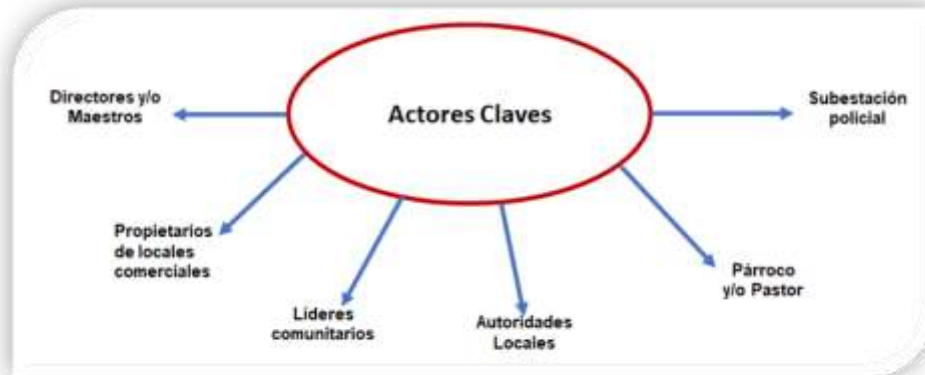 Actores Claves
Directores y/o
Maestros
Subestación
policial
Propietarios
de locales
comerciales
Párroco
y/o Pastor
Líderes
comunitarios
Autoridades
Locales